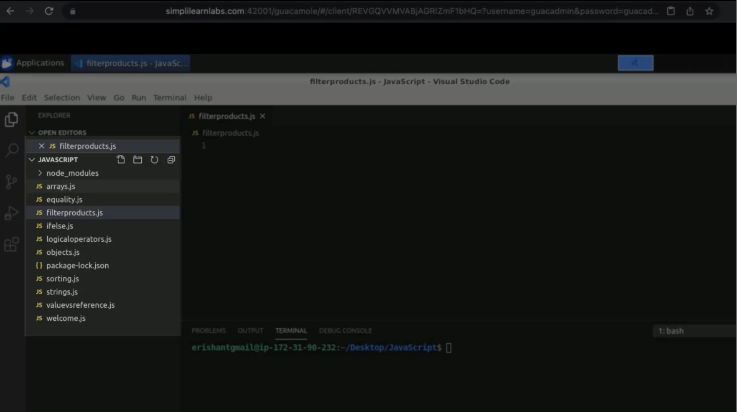 simplilearnlabs.com:42001/guacamole/#/client/REVGQVVMVABjAGRlZmF1bHQ=?username=guacadmin&password=guacad...
Applications
filterproducts.js - JavaSc...
filterproducts.js - JavaScript - Visual Studio Code
File Edit Selection View Go Run Terminal Help
EXPLORER
JS filterproducts.js ×
OPEN EDITORS
JS filterproducts.js
× JS filterproducts.js
1
JAVASCRIPT
node_modules
JS arrays.js
JS equality.js
JS filterproducts.js
JS ifelse.js
JS logicaloperators.js
JS objects.js
{} package-lock.json
JS sorting.js
JS strings.js
JS valuevsreference.js
JS welcome.js
PROBLEMS OUTPUT TERMINAL DEBUG CONSOLE
1: bash
erishantgmail@ip-172-31-90-232:~/Desktop/JavaScript$